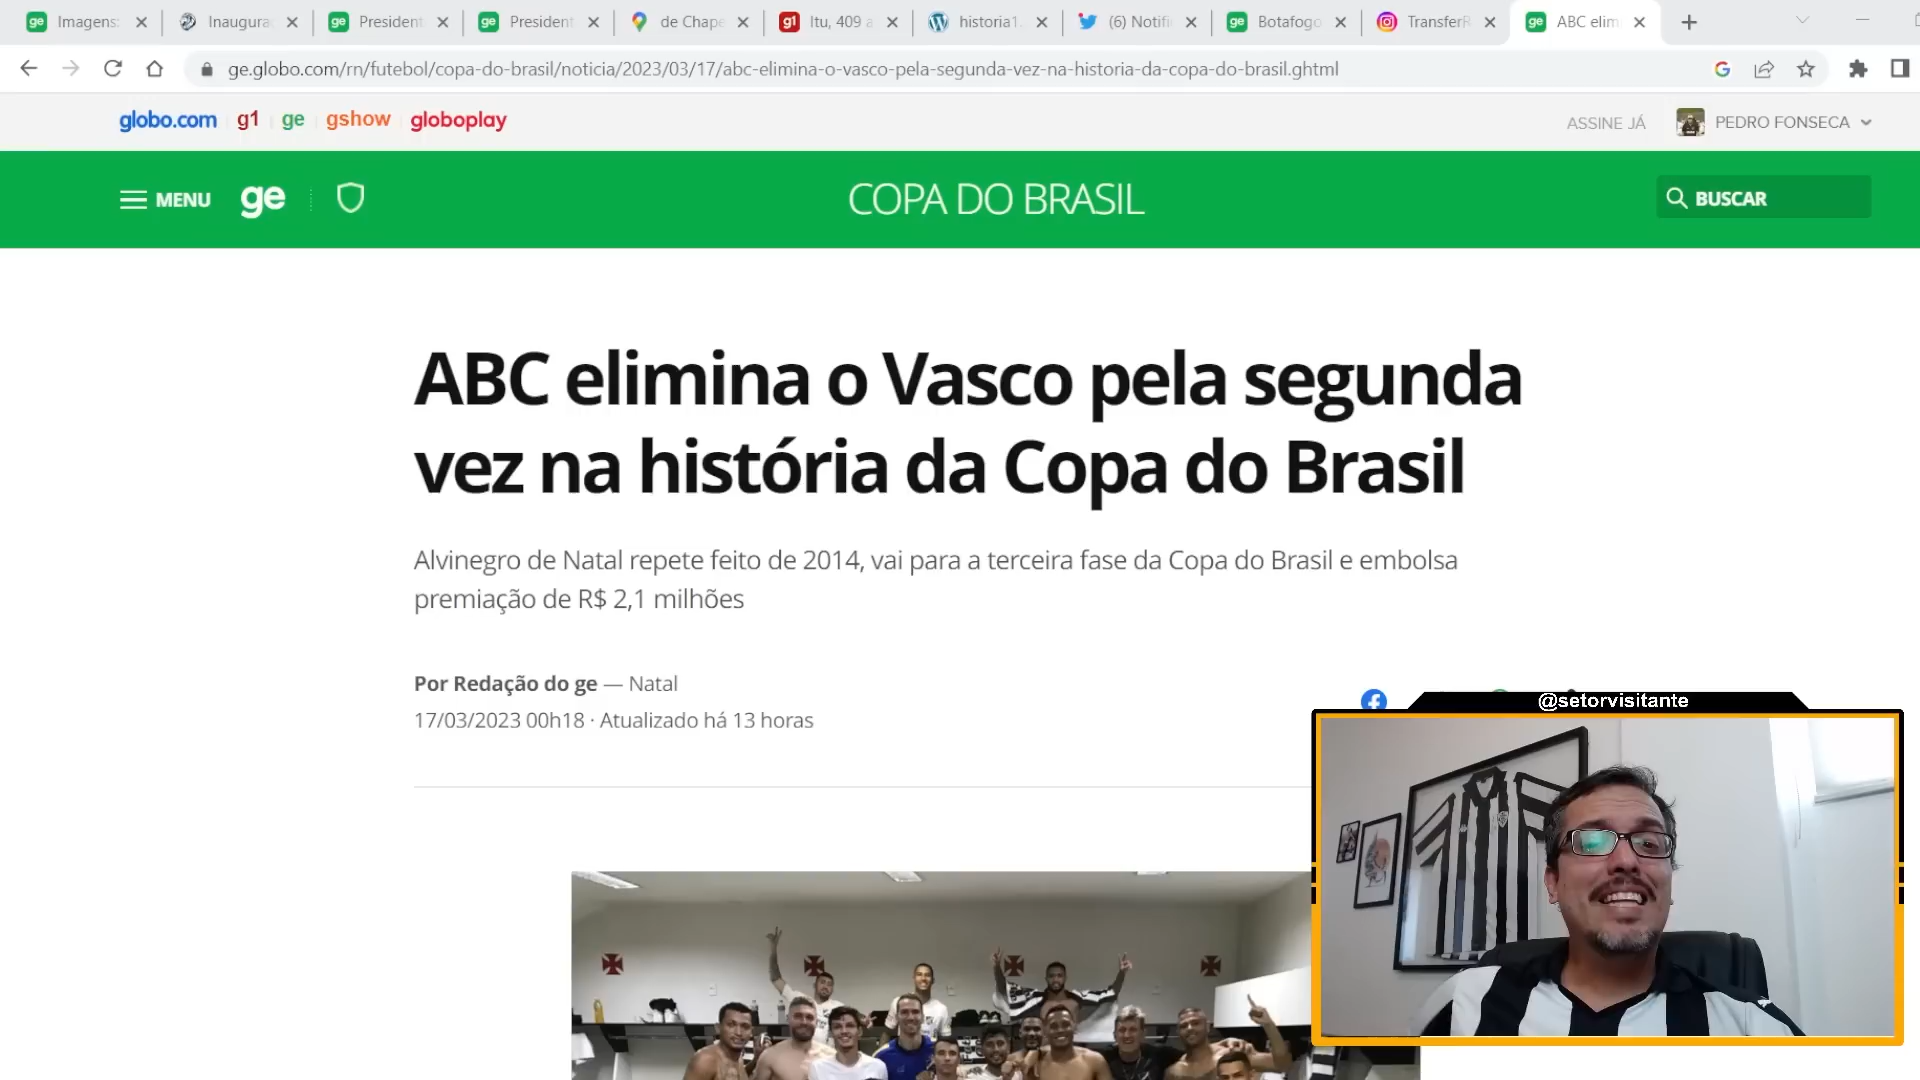 Imagens:
Inaugura
President
President
de Chape
Itu, 409 a
historia1.
(6) Notifi
Botafogo
TransferR
ABC elim
ge.globo.com/rn/futebol/copa-do-brasil/noticia/2023/03/17/abc-elimina-o-vasco-pela-segunda-vez-na-historia-da-copa-do-brasil.ghtml
globo.com g1 ge gshow globoplay
ASSINE JÁ PEDRO FONSECA
MENU ge
COPA DO BRASIL
BUSCAR
ABC elimina o Vasco pela segunda
vez na história da Copa do Brasil
Alvinegro de Natal repete feito de 2014, vai para a terceira fase da Copa do Brasil e embolsa
premiação de R$ 2,1 milhões
Por Redação do ge — Natal
17/03/2023 00h18 · Atualizado há 13 horas
@setorvisitante